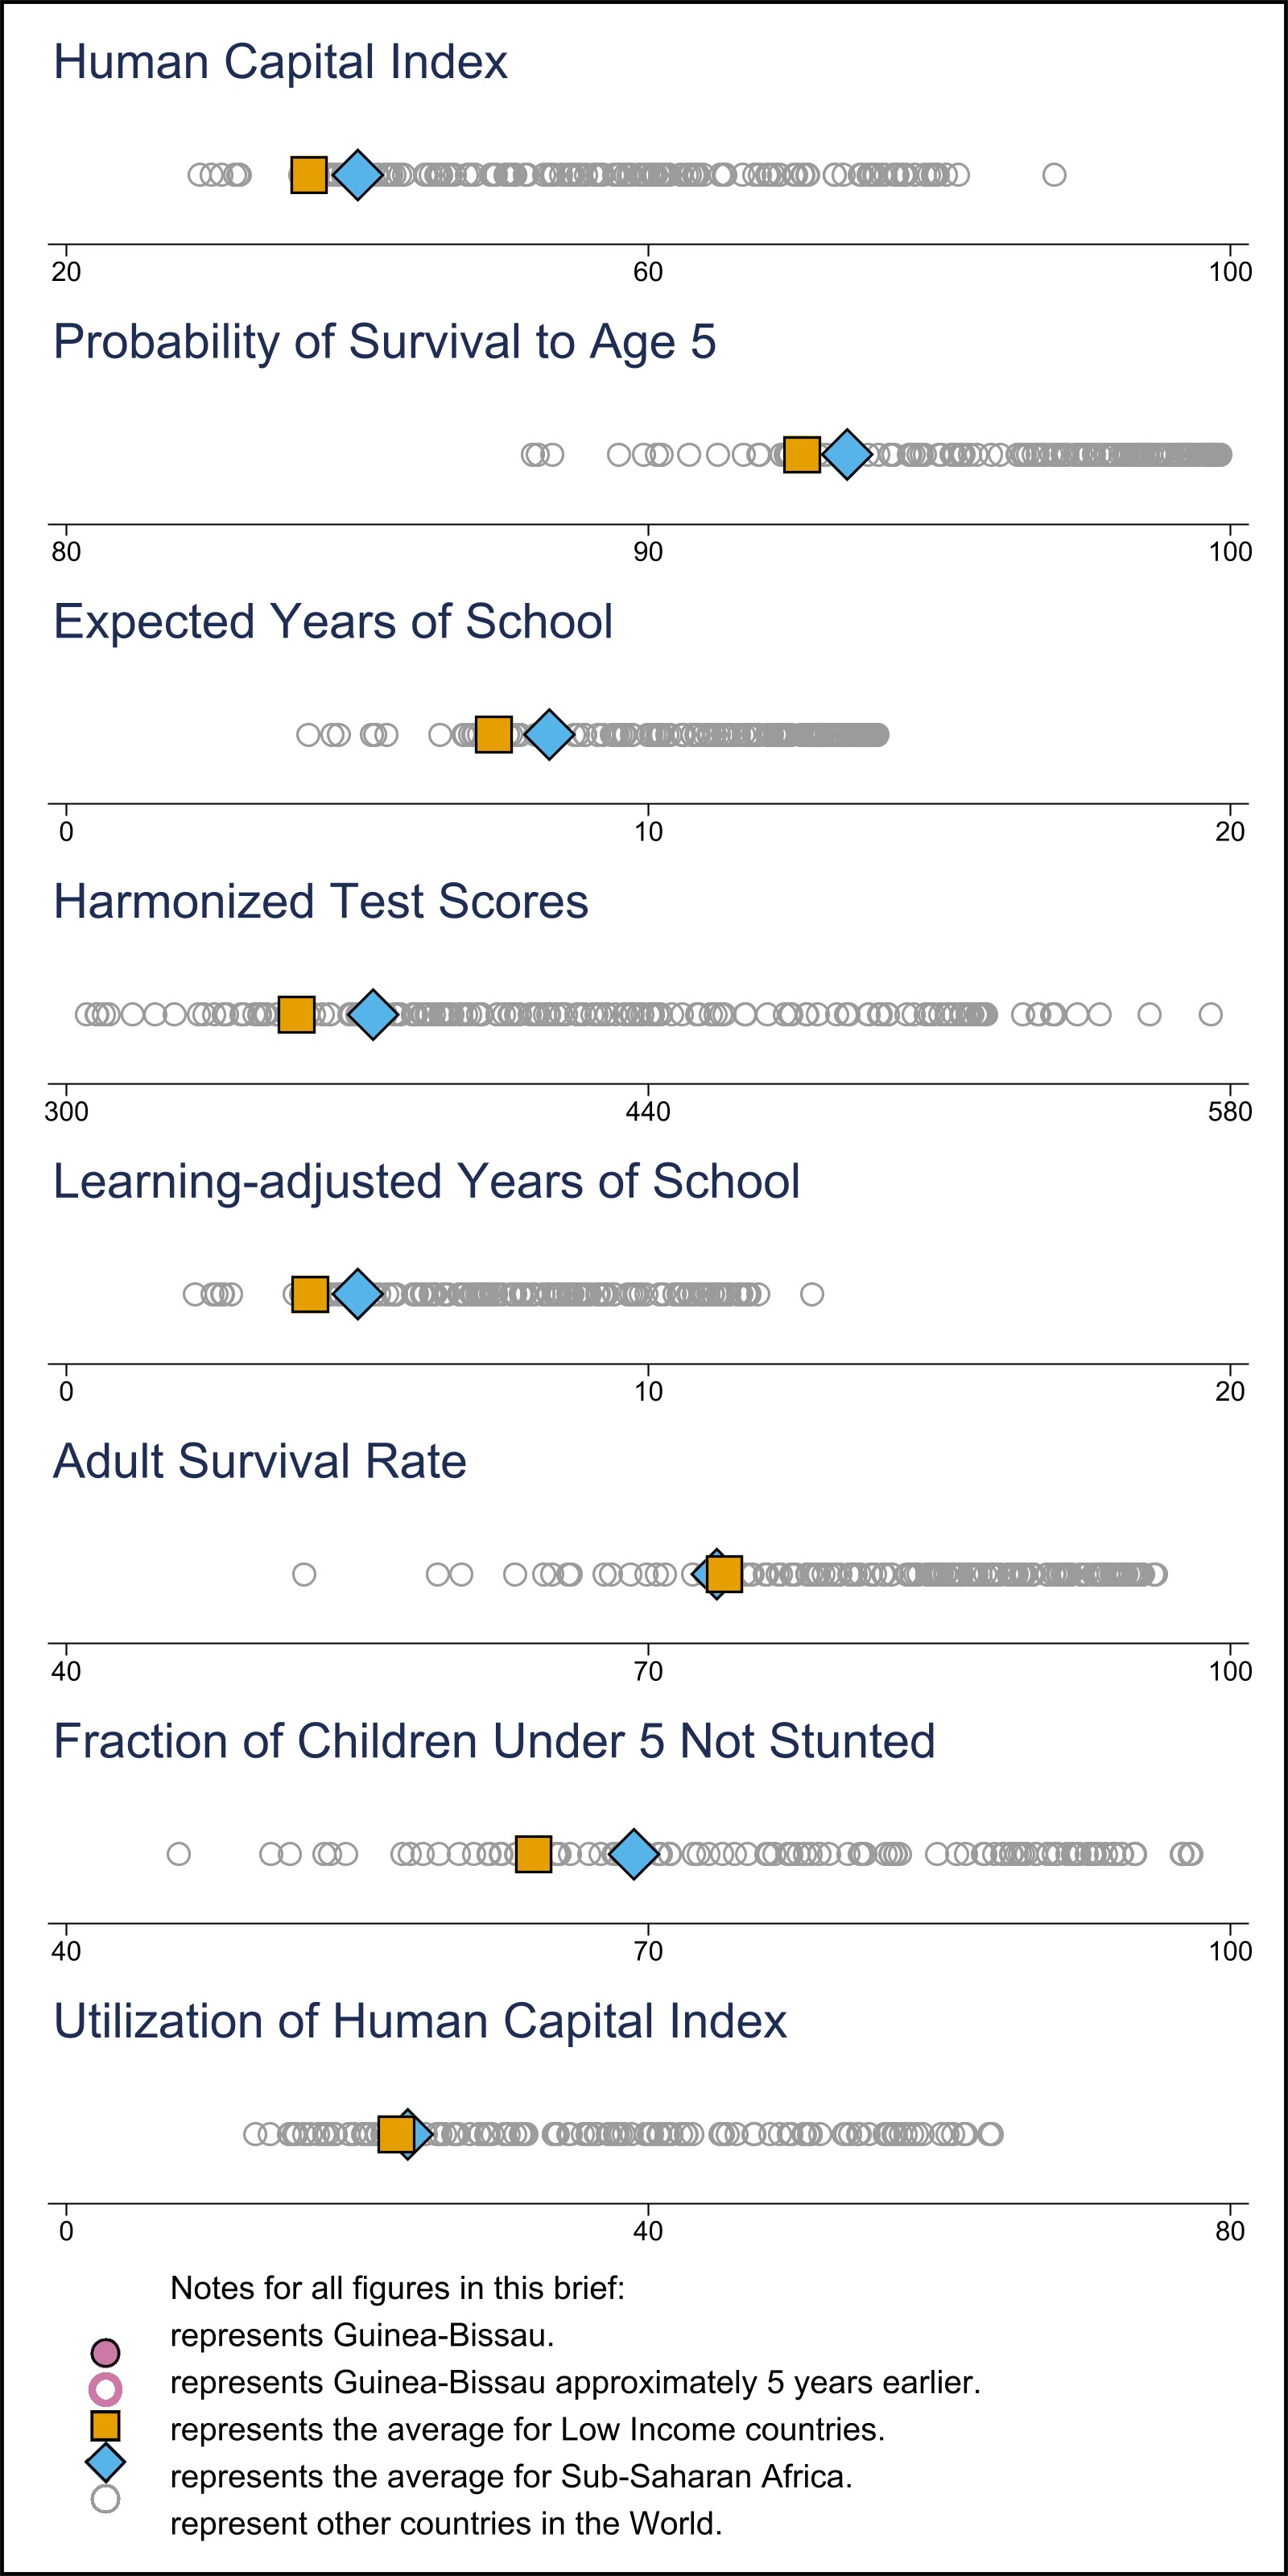 Human Capital Index
20 60 100
Probability of Survival to Age 5
80 90 100
Expected Years of School
0 10 20
Harmonized Test Scores
300 440 580
Learning-adjusted Years of School
0 10 20
Adult Survival Rate
40 70 100
Fraction of Children Under 5 Not Stunted
40 70 100
Utilization of Human Capital Index
0 40 80
Notes for all figures in this brief:
represents Guinea-Bissau.
represents Guinea-Bissau approximately 5 years earlier.
represents the average for Low Income countries.
represents the average for Sub-Saharan Africa.
represent other countries in the World.